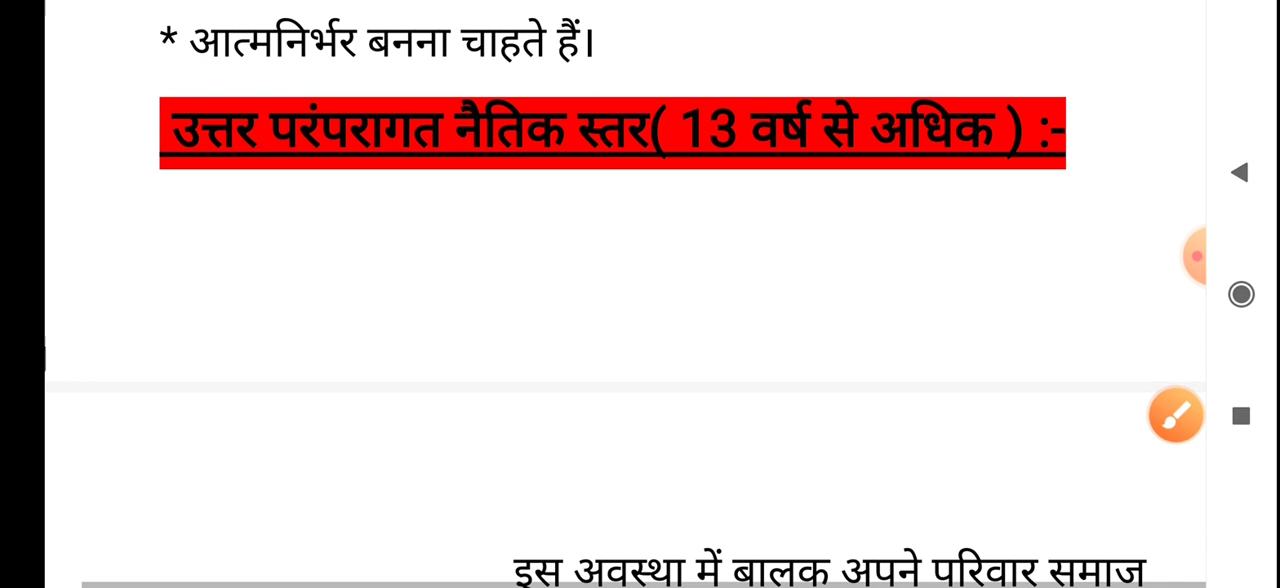 * आत्मनिर्भर बनना चाहते हैं।
उत्तर परंपरागत नैतिक स्तर( 13 वर्ष से अधिक ) :-
इस अवस्था में बालक अपने परिवार समाज